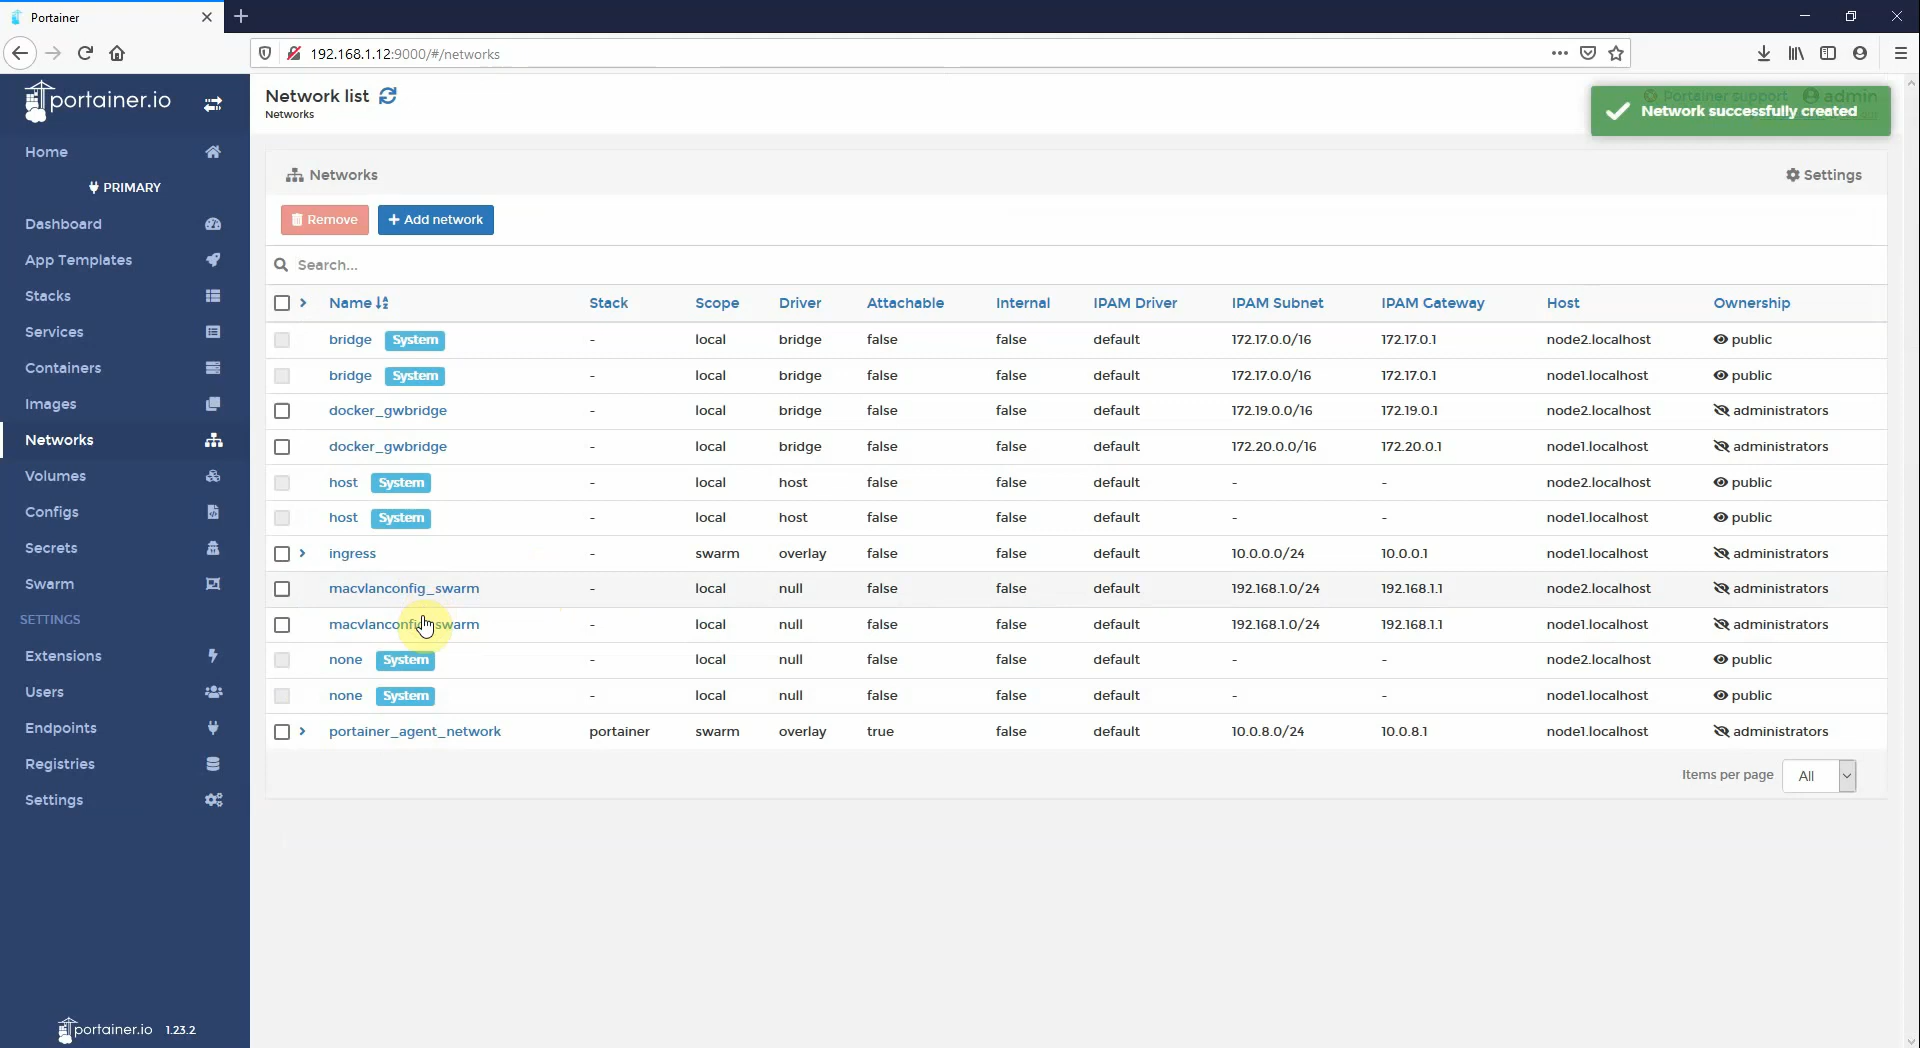 Portainer
192.168.1.12:9000/#/networks
portainer.io
Home
PRIMARY
Dashboard
App Templates
Stacks
Services
Containers
Images
Networks
Volumes
Configs
Secrets
Swarm
SETTINGS
Extensions
Users
Endpoints
Registries
Settings
portainer.io 1.23.2
Network list
Networks
Portainer support admin
Network successfully created
Networks
Settings
Remove
Add network
Search...
Name Stack Scope Driver Attachable Internal IPAM Driver IPAM Subnet IPAM Gateway Host Ownership
bridge System - local bridge false false default 172.17.0.0/16 172.17.0.1 node2.localhost public
bridge System - local bridge false false default 172.17.0.0/16 172.17.0.1 node1.localhost public
docker_gwbridge - local bridge false false default 172.19.0.0/16 172.19.0.1 node2.localhost administrators
docker_gwbridge - local bridge false false default 172.20.0.0/16 172.20.0.1 node1.localhost administrators
host System - local host false false default - - node2.localhost public
host System - local host false false default - - node1.localhost public
ingress - swarm overlay false false default 10.0.0.0/24 10.0.0.1 node1.localhost administrators
macvlanconfig_swarm - local null false false default 192.168.1.0/24 192.168.1.1 node2.localhost administrators
macvlanconfig_swarm - local null false false default 192.168.1.0/24 192.168.1.1 node1.localhost administrators
none System - local null false false default - - node2.localhost public
none System - local null false false default - - node1.localhost public
portainer_agent_network portainer swarm overlay true false default 10.0.8.0/24 10.0.8.1 node1.localhost administrators
Items per page All